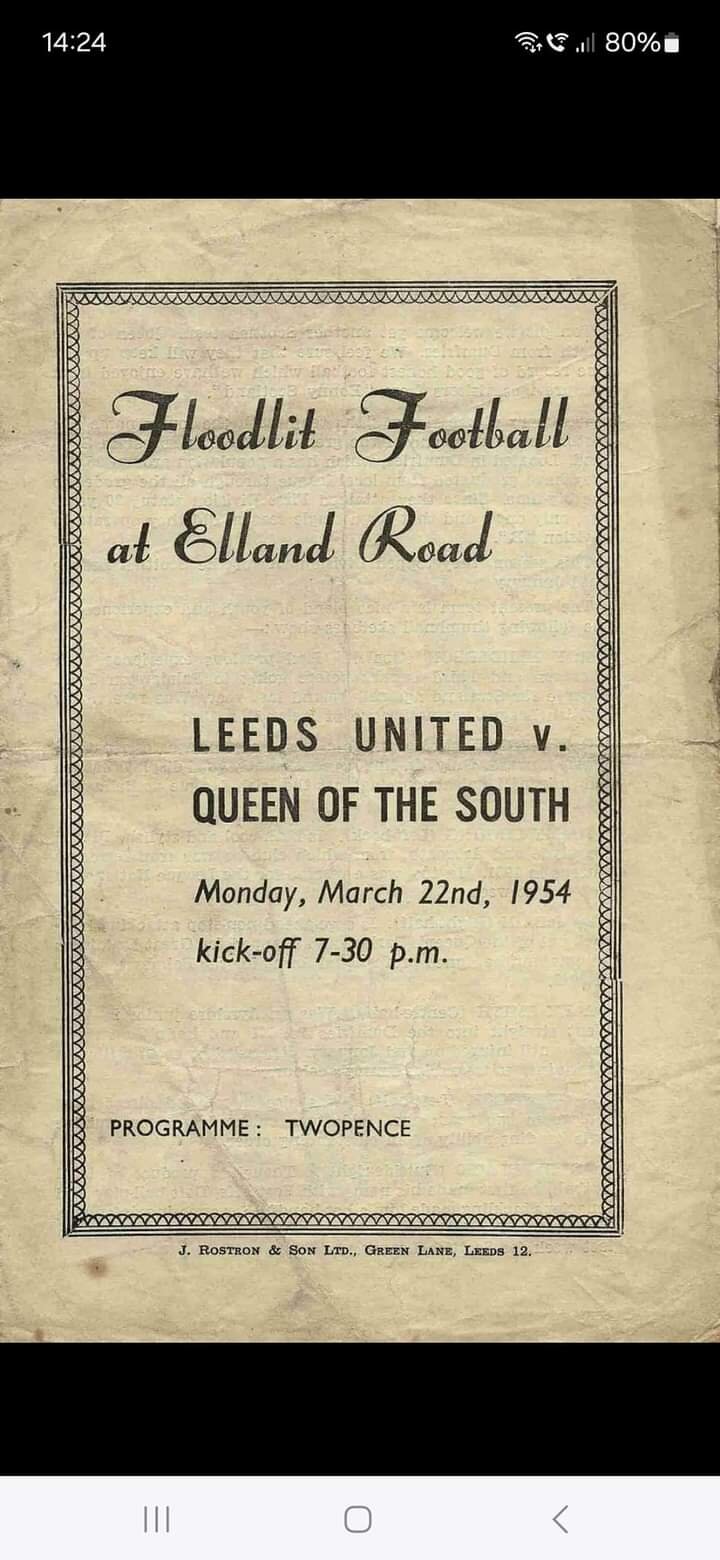 14:24
80%
Floodlit Football
at Elland Road
LEEDS UNITED v.
QUEEN OF THE SOUTH
Monday, March 22nd, 1954
kick-off 7-30 p.m.
PROGRAMME : TWOPENCE
J. ROSTRON & SON LTD., GREEN LANE, LEEDS 12.